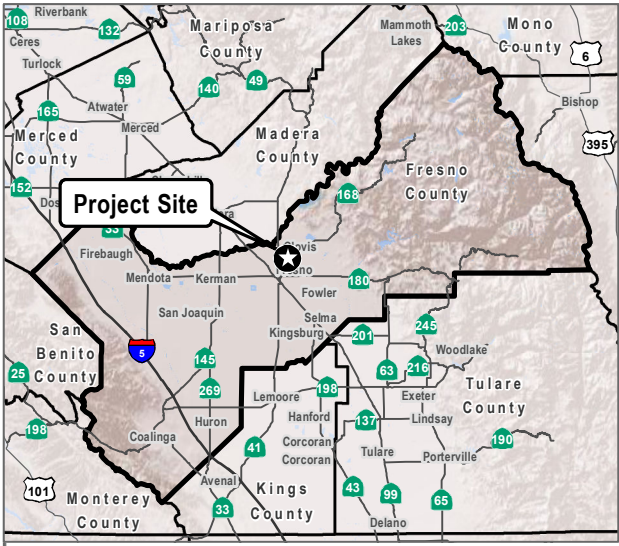 Riverbank
108
Ceres
132
Mariposa
County
Mammoth
Lakes
203
Mono
County
6
Turlock
59
140
49
Bishop
165
Atwater
Merced
395
Merced
County
Madera
County
Fresno
County
152
168
Project Site
33
Clovis
Firebaugh
Mendota
Kerman
180
Fowler
San Joaquin
Selma
Kingsburg
201
245
San
Benito
County
5
Woodlake
145
63
216
25
269
Lemoore
198
Exeter
Tulare
County
Hanford
198
Huron
137
Lindsay
Coalinga
41
Corcoran
Corcoran
Tulare
190
Porterville
101
Avenal
Monterey
County
33
Kings
County
43
99
65
Delano